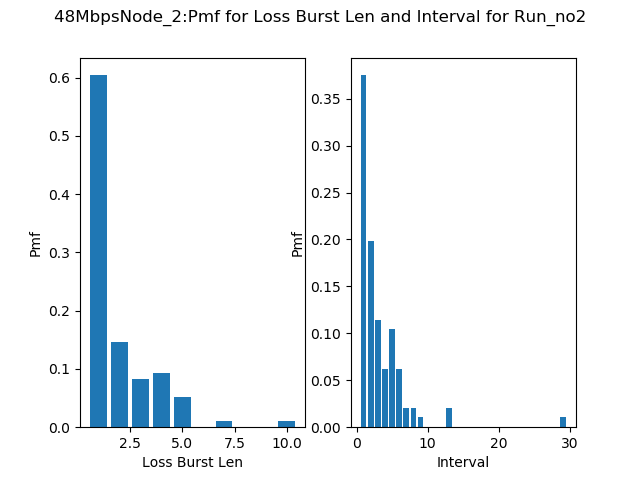 48MbpsNode_2:Pmf for Loss Burst Len and Interval for Run_no2
Pmf
0.6
0.5
0.4
0.3
0.2
0.1
0.0
2.5 5.0 7.5 10.0
Loss Burst Len
Pmf
0.35
0.30
0.25
0.20
0.15
0.10
0.05
0.00
0 10 20 30
Interval